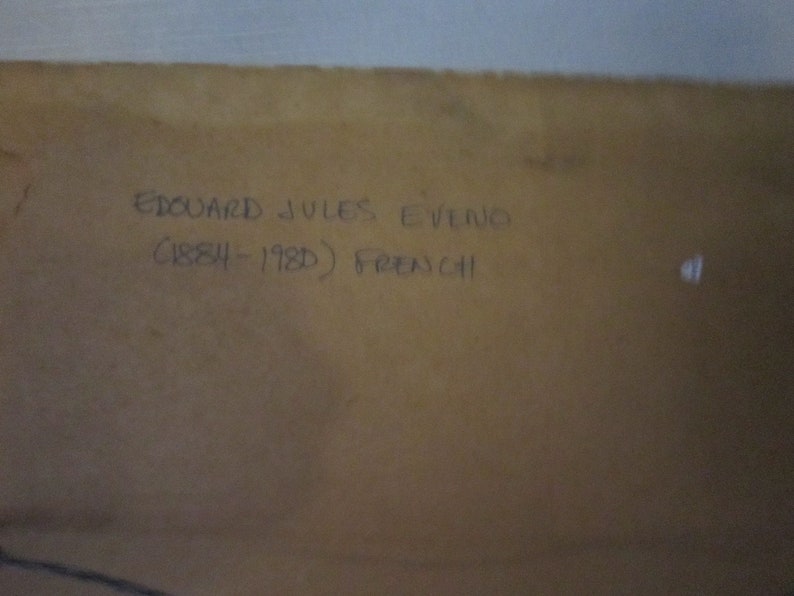 EDOUARD JULES EVENO
(1884-1980) FRENCH